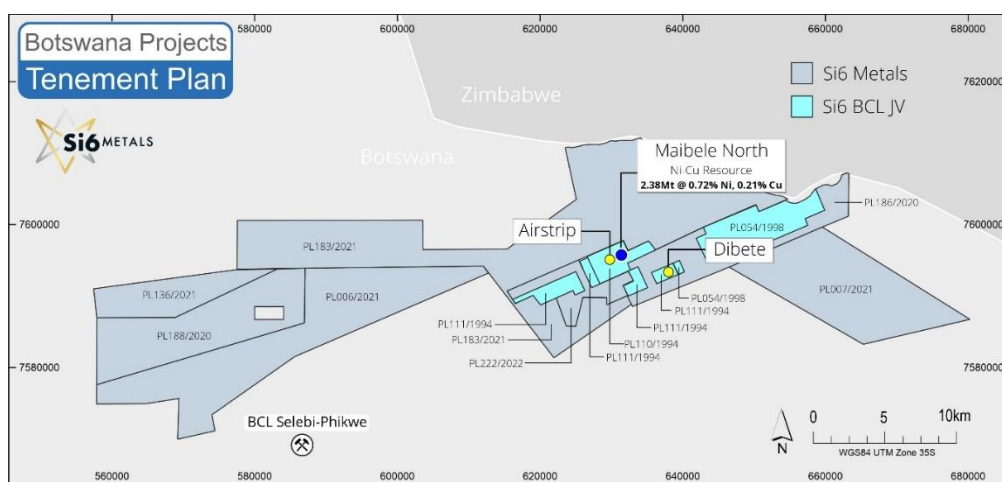 Botswana Projects
Tenement Plan
Si6 METALS
580000
600000
620000
640000
660000
680000
7620000
7620000
Zimbabwe
Botswana
Si6 Metals
Si6 BCL JV
Maibele North
Ni-Cu Resource
2.38Mt @ 0.72% Ni, 0.21% Cu
7600000
7600000
PL186/2020
PL054/1998
Airstrip
Dibete
PL183/2021
PL136/2021
PL006/2021
PL188/2020
PL007/2021
PL054/1998
PL111/1994
PL111/1994
PL183/2021
PL111/1994
PL110/1994
PL222/2022
PL111/1994
7580000
7580000
BCL Selebi-Phikwe
N
0
5
10km
WGS84 UTM Zone 35S
560000
580000
600000
620000
640000
660000
680000